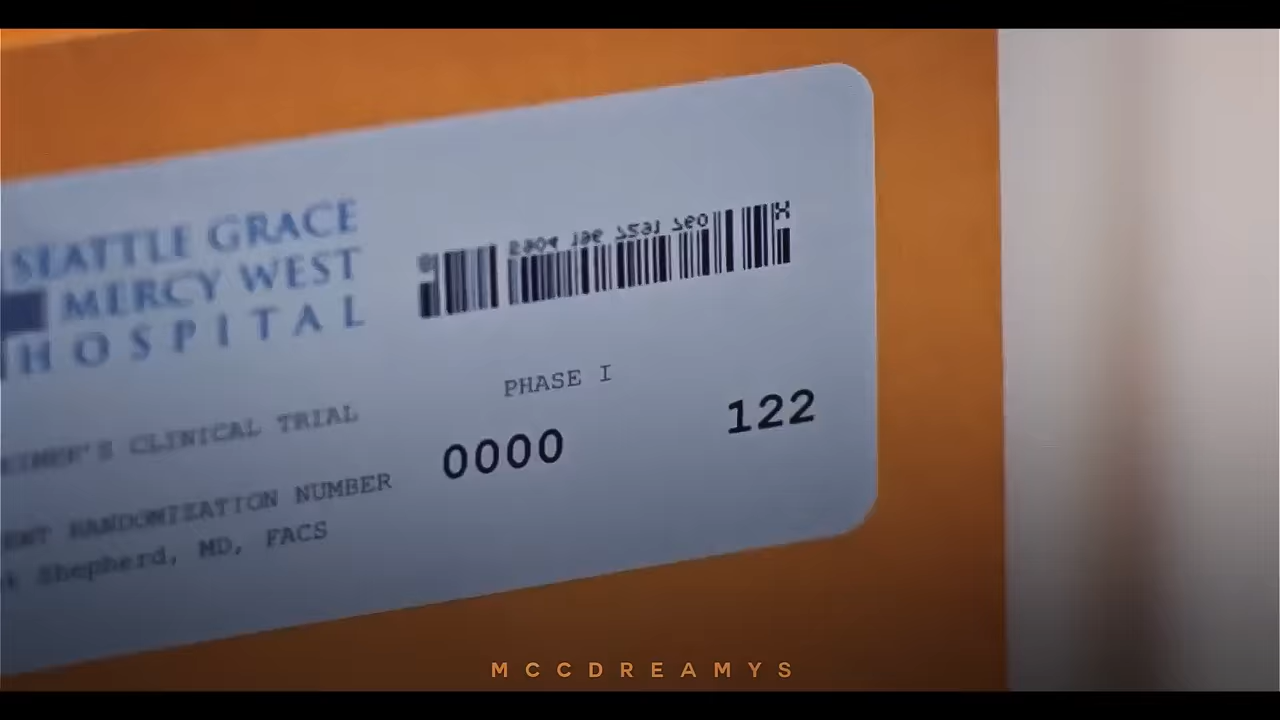 SEATTLE GRACE
MERCY WEST
HOSPITAL
PHASE I
CLINICAL TRIAL
0000
122
RANDOMIZATION NUMBER
Shepherd, MD, FACS
MCCDREAMYS